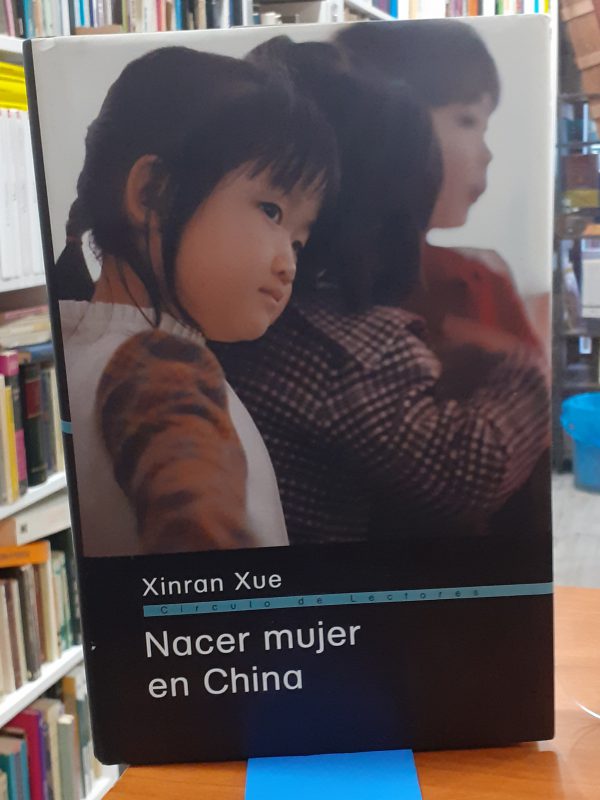 Xinran Xue
Círculo de Lectores
Nacer mujer
en China